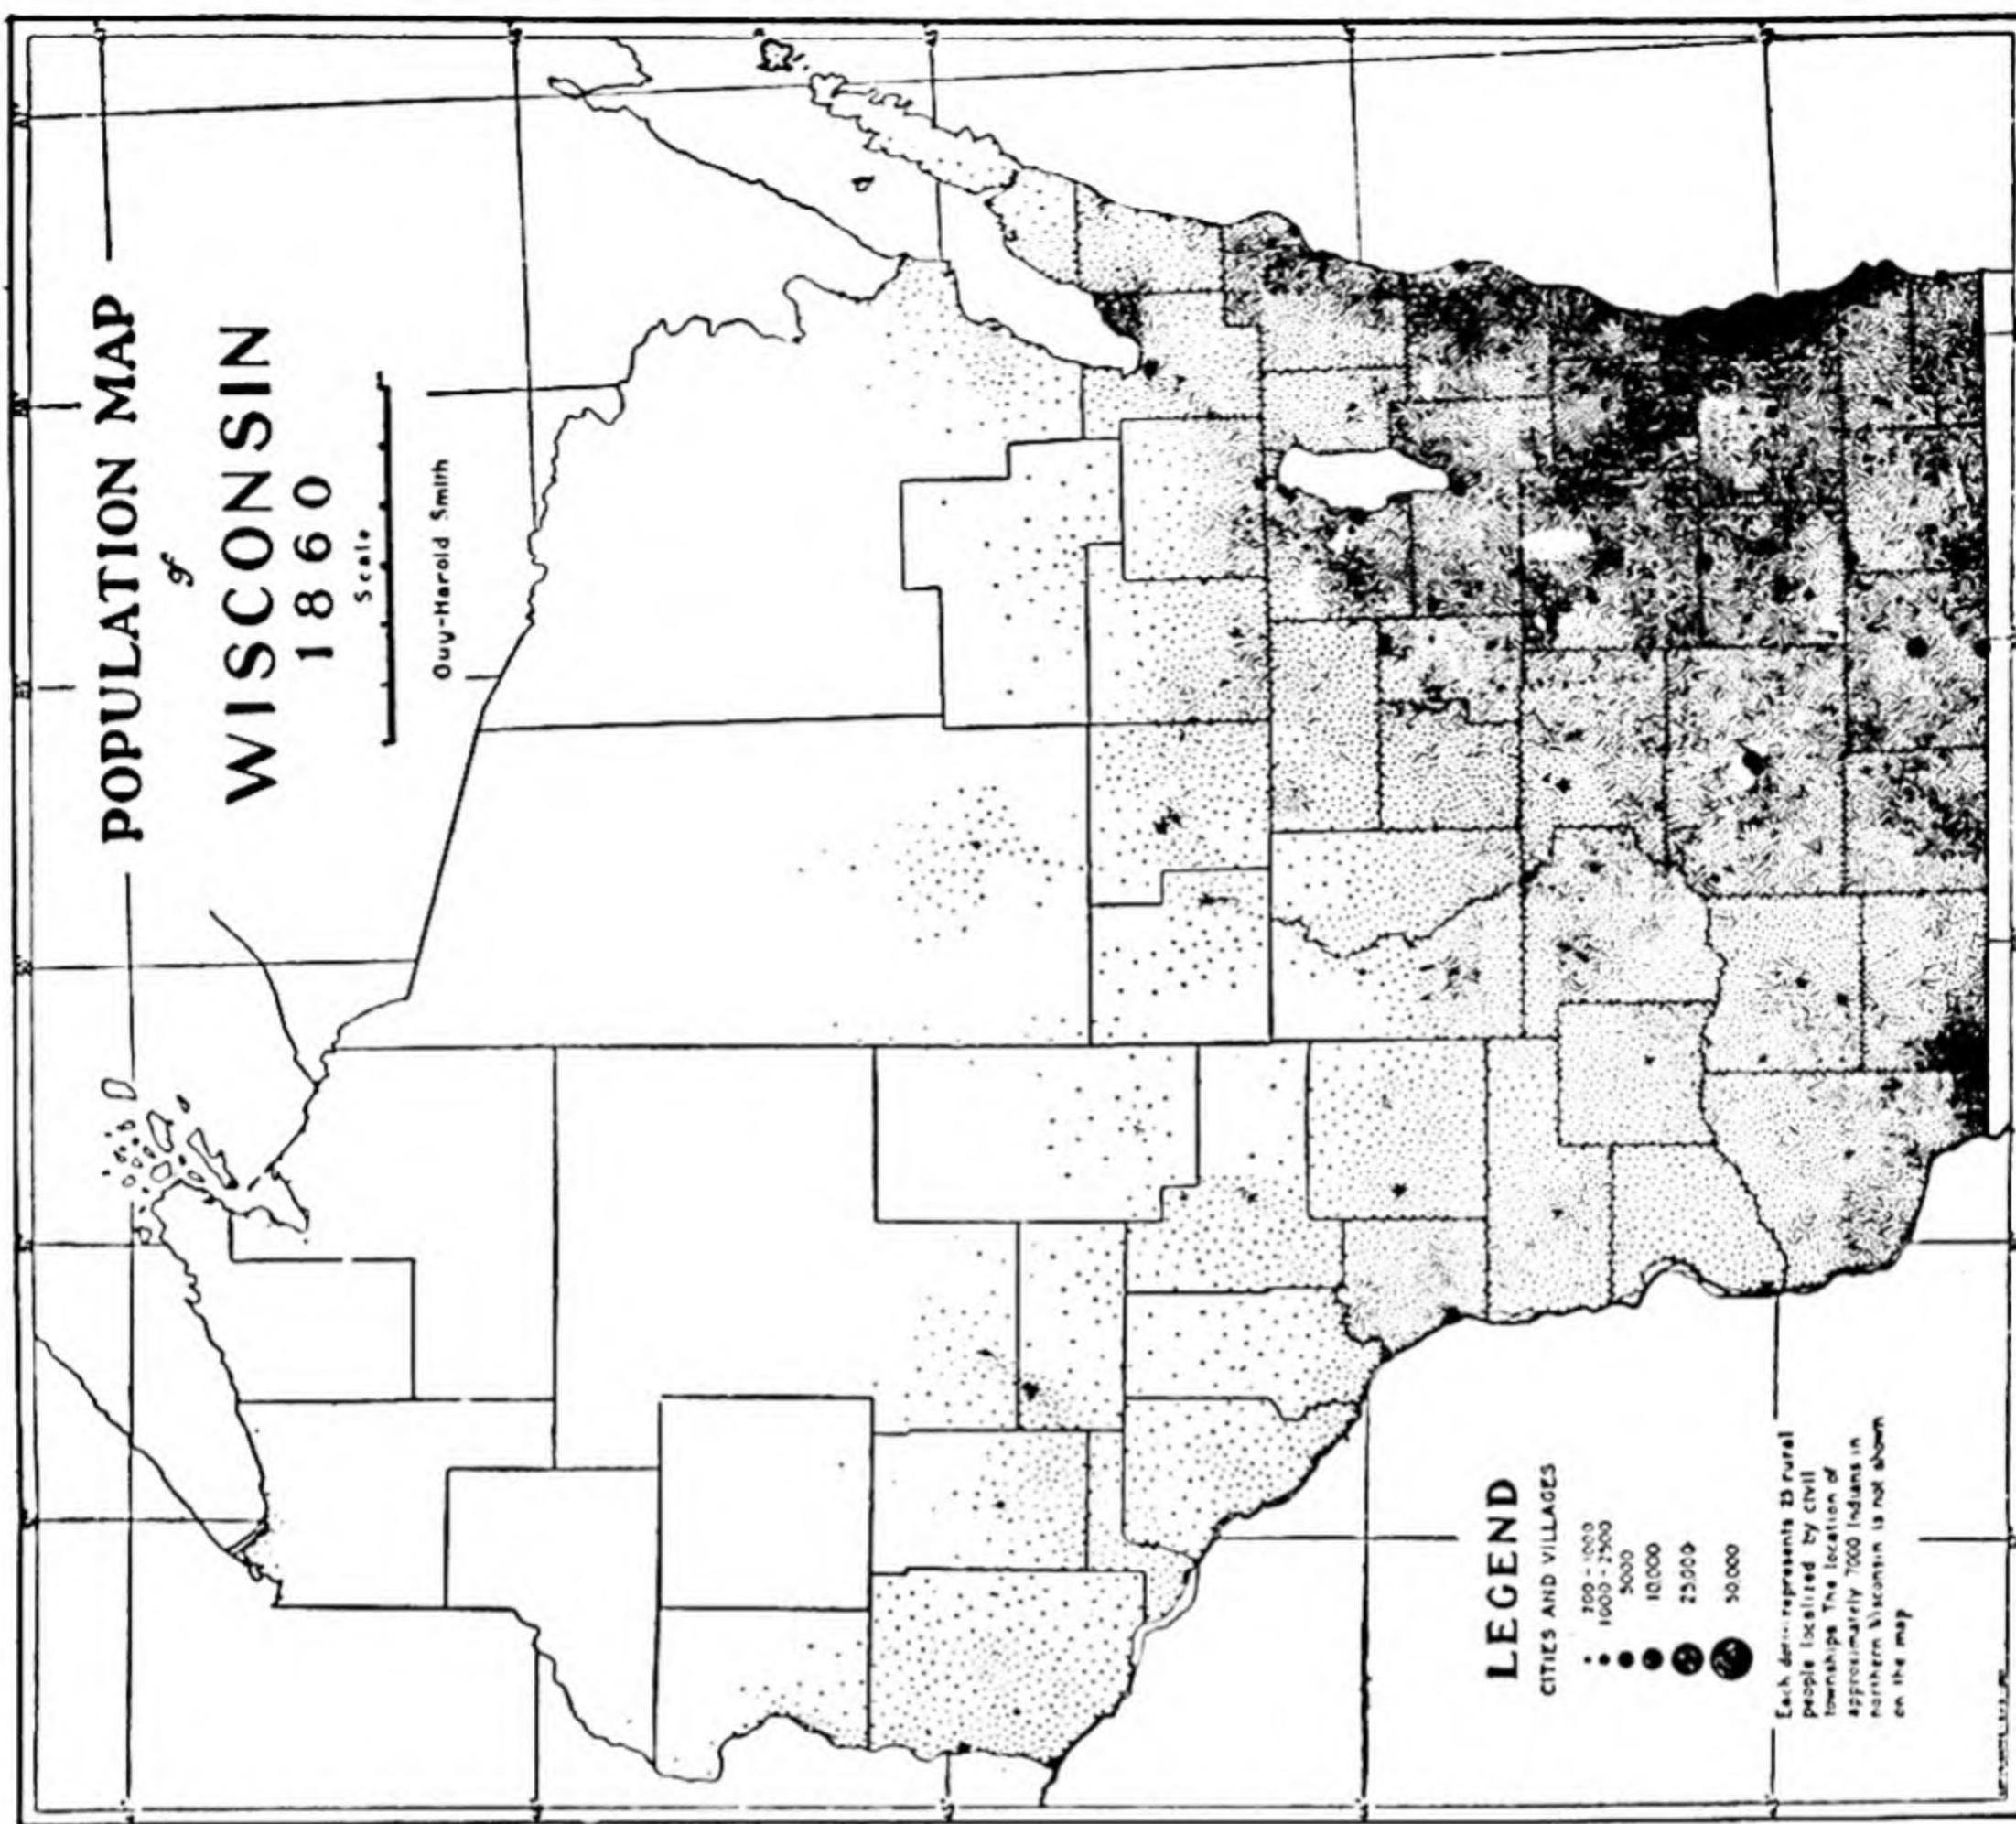 POPULATION MAP
of
WISCONSIN
1860
Scale
Guy-Harold Smith
LEGEND
CITIES AND VILLAGES
200 - 1000
1000 - 2500
5000
10,000
25,000
50,000
Each dot represents 23 rural
people localized by civil
townships The location of
approximately 7000 Indians in
northern Wisconsin is not shown
on the map